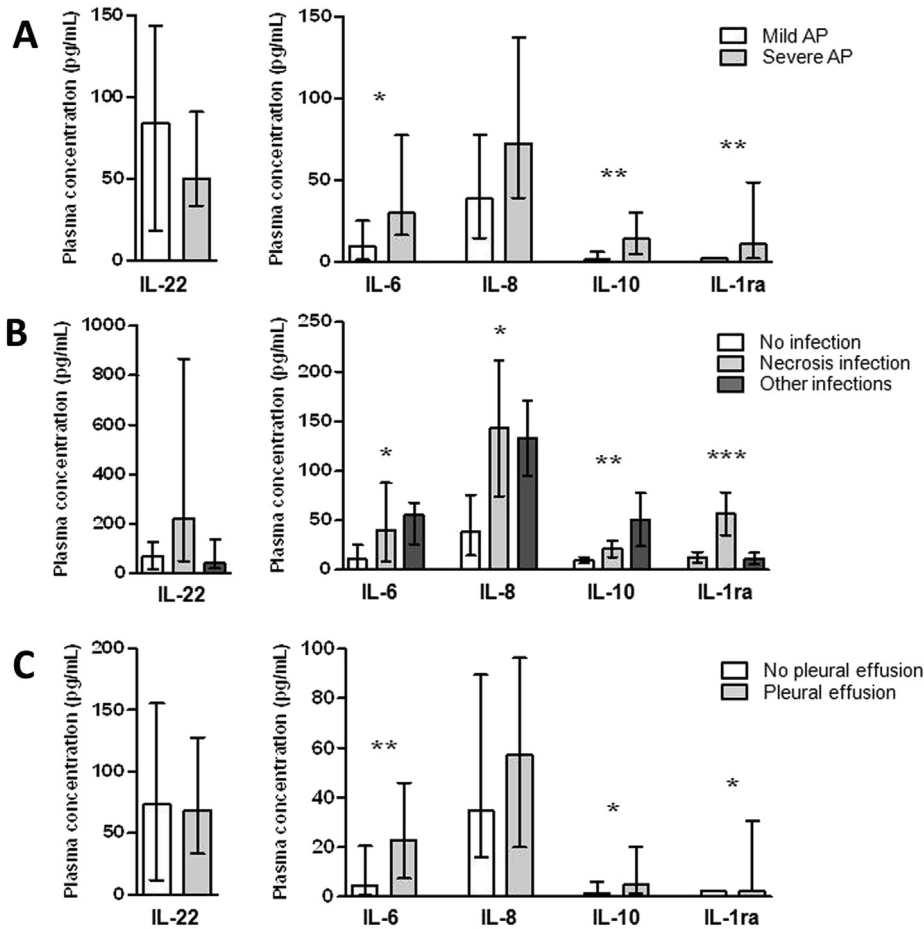 A
Plasma concentration (pg/mL)
150
100
50
0
IL-22
Plasma concentration (pg/mL)
150
100
50
0
*
**
**
IL-6
IL-8
IL-10
IL-1ra
Mild AP
Severe AP
B
Plasma concentration (pg/mL)
1000
800
600
400
200
0
IL-22
Plasma concentration (pg/mL)
250
200
150
100
50
0
*
*
**
***
IL-6
IL-8
IL-10
IL-1ra
No infection
Necrosis infection
Other infections
C
Plasma concentration (pg/mL)
200
150
100
50
0
IL-22
Plasma concentration (pg/mL)
100
80
60
40
20
0
**
*
*
IL-6
IL-8
IL-10
IL-1ra
No pleural effusion
Pleural effusion